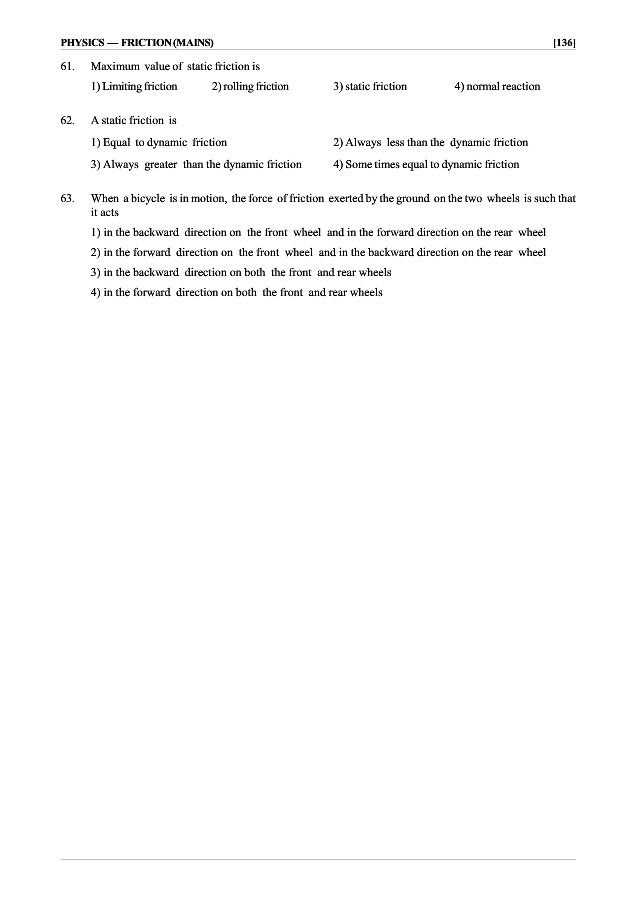 PHYSICS — FRICTION (MAINS) [136]
61. Maximum value of static friction is
1) Limiting friction 2) rolling friction 3) static friction 4) normal reaction
62. A static friction is
1) Equal to dynamic friction 2) Always less than the dynamic friction
3) Always greater than the dynamic friction 4) Some times equal to dynamic friction
63. When a bicycle is in motion, the force of friction exerted by the ground on the two wheels is such that
it acts
1) in the backward direction on the front wheel and in the forward direction on the rear wheel
2) in the forward direction on the front wheel and in the backward direction on the rear wheel
3) in the backward direction on both the front and rear wheels
4) in the forward direction on both the front and rear wheels